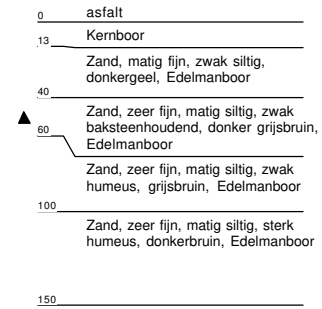 0 asfalt
13 Kernboor
Zand, matig fijn, zwak siltig,
donkergeel, Edelmanboor
40
Zand, zeer fijn, matig siltig, zwak
baksteenhoudend, donker grijsbruin,
60
Edelmanboor
Zand, zeer fijn, matig siltig, zwak
humeus, grijsbruin, Edelmanboor
100
Zand, zeer fijn, matig siltig, sterk
humeus, donkerbruin, Edelmanboor
150